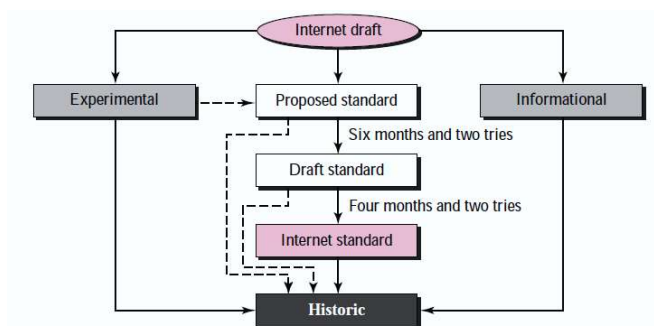 Internet draft
Experimental
Proposed standard
Informational
Six months and two tries
Draft standard
Four months and two tries
Internet standard
Historic